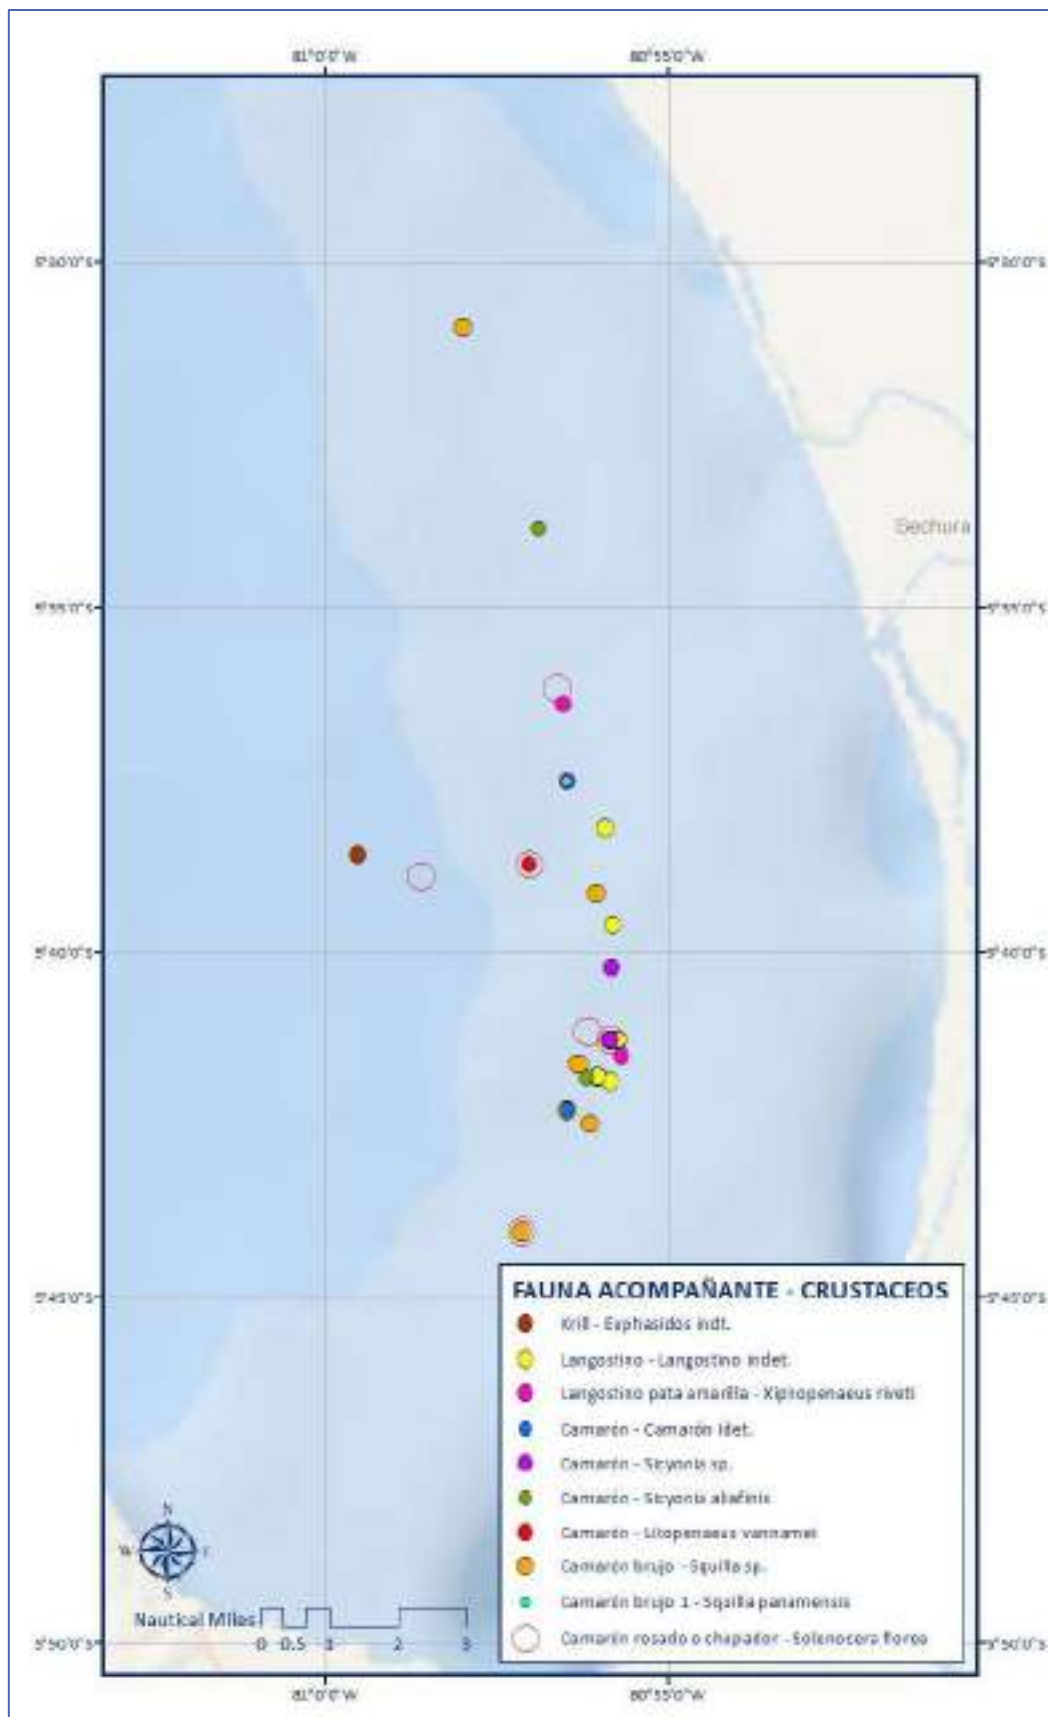 81°0'0"W 80°55'0"W
5°30'0"S 5°30'0"S
Sechura
5°35'0"S 5°35'0"S
5°40'0"S 5°40'0"S
5°45'0"S 5°45'0"S
FAUNA ACOMPAÑANTE - CRUSTACEOS
Krill - Euphasidos indt.
Langostino - Langostino indet.
Langostino pata amarilla - Xiphopenaeus riveti
Camarón - Camarón idet.
Camarón - Sicyonia sp.
Camarón - Sicyonia aliafinis
Camarón - Litopenaeus vannamei
Camarón brujo - Squilla sp.
Camarón brujo 1 - Squilla panamensis
Camarón rosado o chapador - Solenocera florea
N
W E
S
Nautical Miles
0 0.5 1 2 3
5°50'0"S 5°50'0"S
81°0'0"W 80°55'0"W